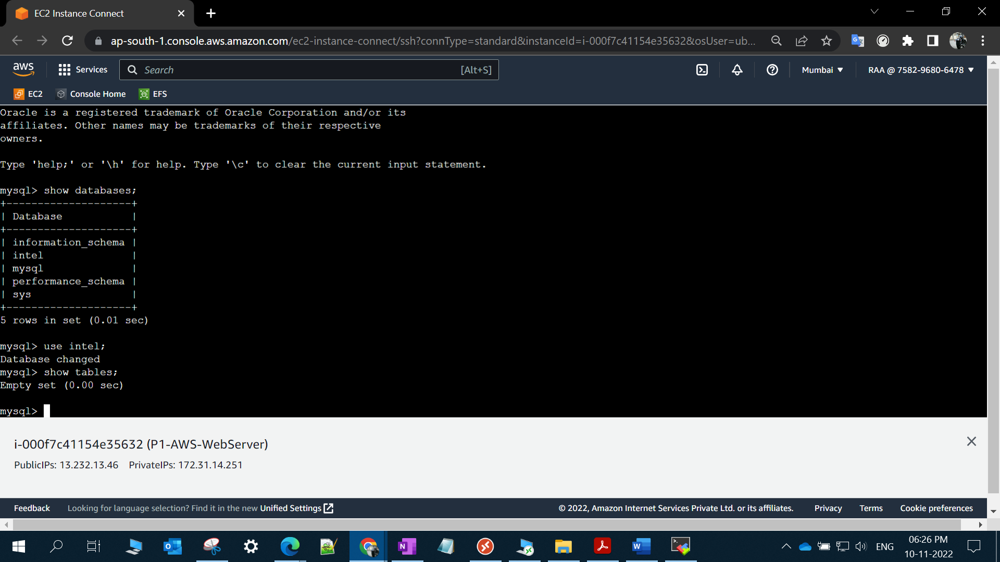 EC2 Instance Connect
ap-south-1.console.aws.amazon.com/ec2-instance-connect/ssh?connType=standard&instanceId=i-000f7c41154e35632&osUser=ub...
aws
Services
Search
[Alt+S]
Mumbai
RAA @ 7582-9680-6478
EC2
Console Home
EFS
Oracle is a registered trademark of Oracle Corporation and/or its
affiliates. Other names may be trademarks of their respective
owners.
Type 'help;' or '\h' for help. Type '\c' to clear the current input statement.
mysql> show databases;
+--------------------+
| Database           |
+--------------------+
| information_schema |
| intel              |
| mysql              |
| performance_schema |
| sys                |
+--------------------+
5 rows in set (0.01 sec)
mysql> use intel;
Database changed
mysql> show tables;
Empty set (0.00 sec)
mysql>
i-000f7c41154e35632 (P1-AWS-WebServer)
PublicIPs: 13.232.13.46 PrivateIPs: 172.31.14.251
Feedback
Looking for language selection? Find it in the new Unified Settings
© 2022, Amazon Internet Services Private Ltd. or its affiliates.
Privacy
Terms
Cookie preferences
ENG
06:26 PM
10-11-2022